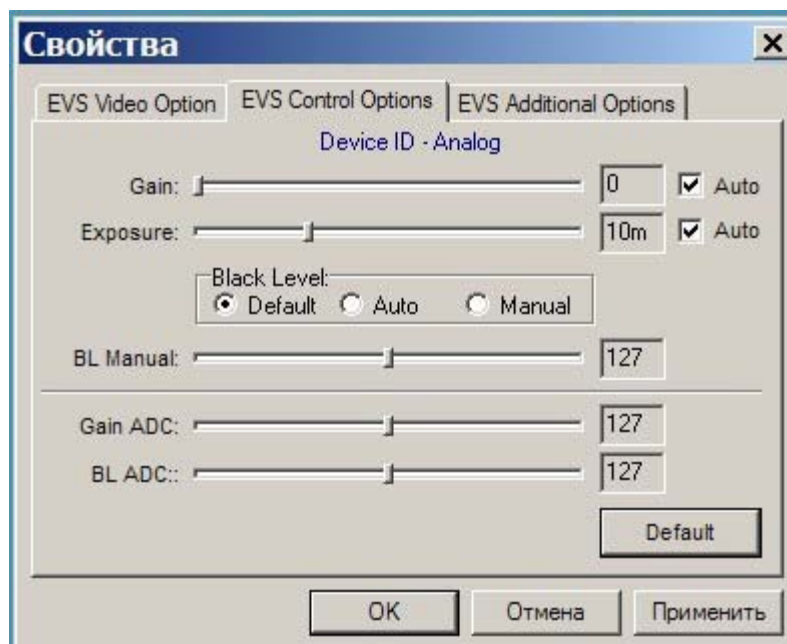 Свойства
EVS Video Option EVS Control Options EVS Additional Options
Device ID - Analog
Gain: 0 Auto
Exposure: 10m Auto
Black Level:
Default Auto Manual
BL Manual: 127
Gain ADC: 127
BL ADC:: 127
Default
OK Отмена Применить